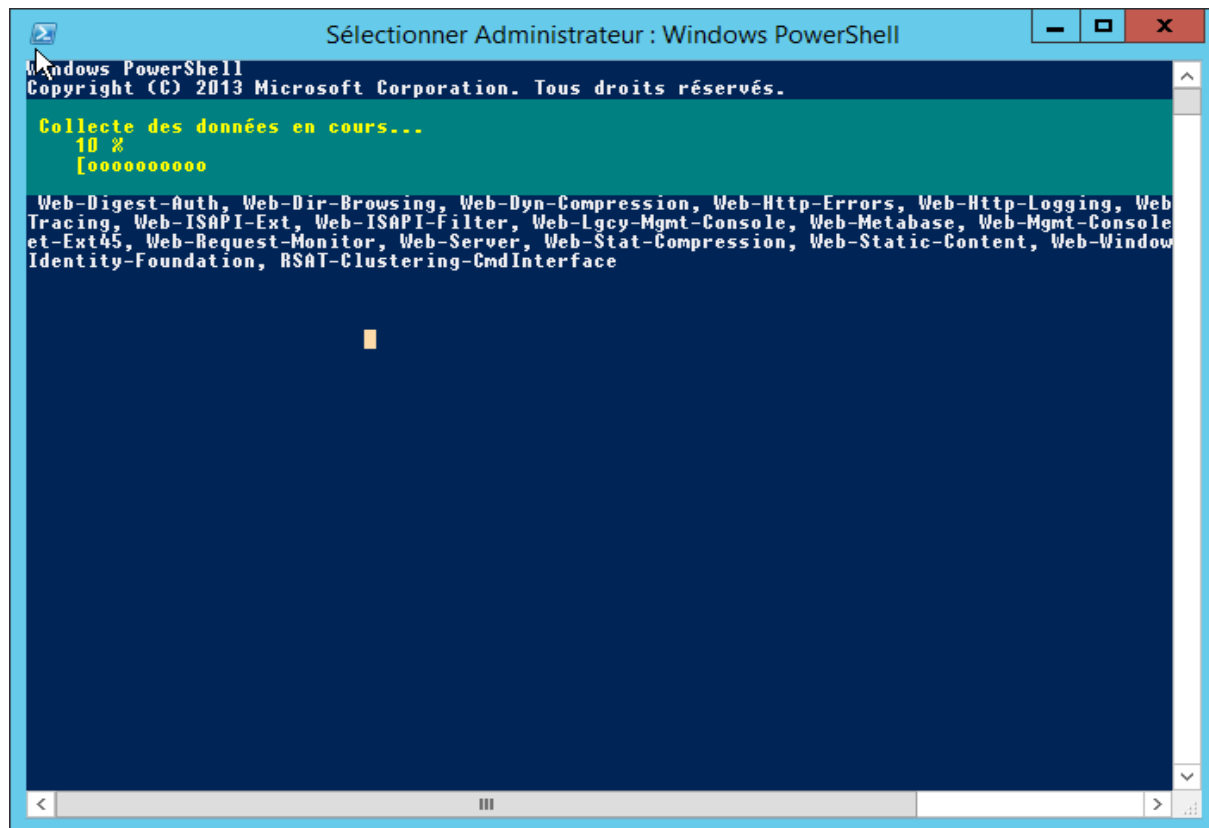 Sélectionner Administrateur : Windows PowerShell
Windows PowerShell
Copyright (C) 2013 Microsoft Corporation. Tous droits réservés.
Collecte des données en cours...
10 %
[oooooooooo
Web-Digest-Auth, Web-Dir-Browsing, Web-Dyn-Compression, Web-Http-Errors, Web-Http-Logging, Web
Tracing, Web-ISAPI-Ext, Web-ISAPI-Filter, Web-Lgcy-Mgmt-Console, Web-Metabase, Web-Mgmt-Console
et-Ext45, Web-Request-Monitor, Web-Server, Web-Stat-Compression, Web-Static-Content, Web-Window
Identity-Foundation, RSAT-Clustering-CmdInterface